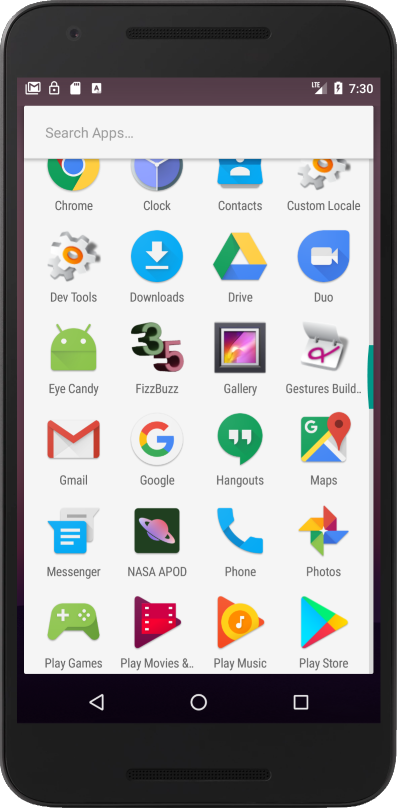 LTE 7:30
Search Apps...
Chrome Clock Contacts Custom Locale
Dev Tools Downloads Drive Duo
35
Eye Candy FizzBuzz Gallery Gestures Build..
G G
Gmail Google Hangouts Maps
Messenger NASA APOD Phone Photos
Play Games Play Movies &.. Play Music Play Store